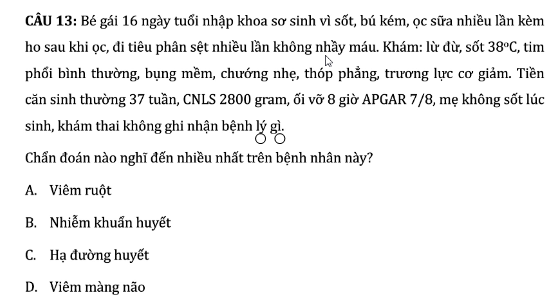 CÂU 13: Bé gái 16 ngày tuổi nhập khoa sơ sinh vì sốt, bú kém, ọc sữa nhiều lần kèm
ho sau khi ọc, đi tiêu phân sệt nhiều lần không nhầy máu. Khám: lừ đừ, sốt 38°C, tim
phổi bình thường, bụng mềm, chướng nhẹ, thóp phẳng, trương lực cơ giảm. Tiền
căn sinh thường 37 tuần, CNLS 2800 gram, ối vỡ 8 giờ APGAR 7/8, mẹ không sốt lúc
sinh, khám thai không ghi nhận bệnh lý gì.
Chẩn đoán nào nghĩ đến nhiều nhất trên bệnh nhân này?
A. Viêm ruột
B. Nhiễm khuẩn huyết
C. Hạ đường huyết
D. Viêm màng não